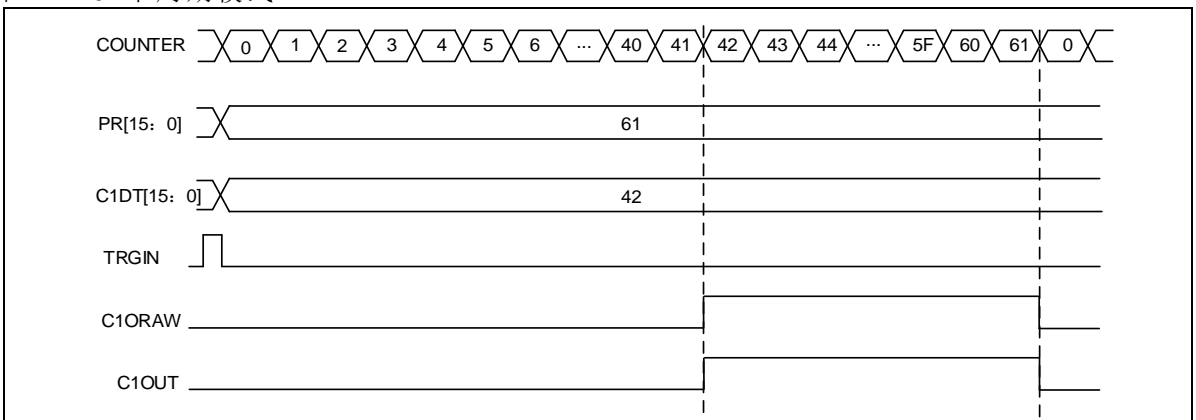 COUNTER 0 1 2 3 4 5 6 ... 40 41 42 43 44 ... 5F 60 61 0
PR[15：0] 61
C1DT[15：0] 42
TRGIN
C1ORAW
C1OUT